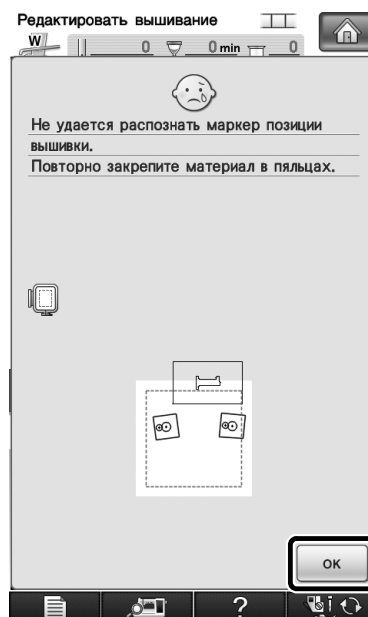 Редактировать вышивание
W 0 0 min 0
Не удается распознать маркер позиции
вышивки.
Повторно закрепите материал в пяльцах.
OK
?